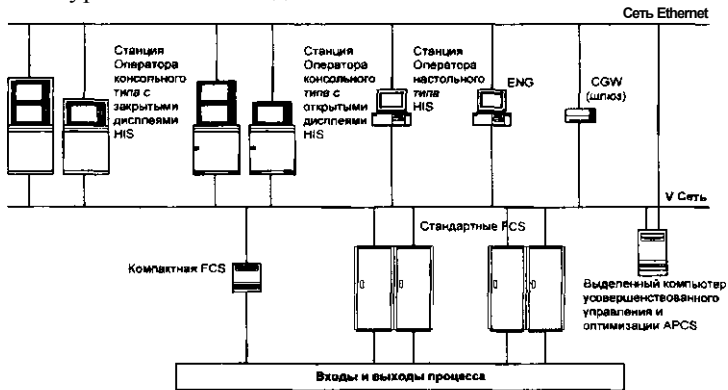 Сеть Ethernet
Станция
Оператора
консольного
типа с
закрытыми
дисплеями
HIS
Станция
Оператора
консольного
типа с
открытыми
дисплеями
HIS
Станция
Оператора
настольного
типа
HIS
ENG
CGW
(шлюз)
V Сеть
Стандартные FCS
Компактная FCS
Выделенный компьютер
усовершенствованного
управления и
оптимизации APCS
Входы и выходы процесса